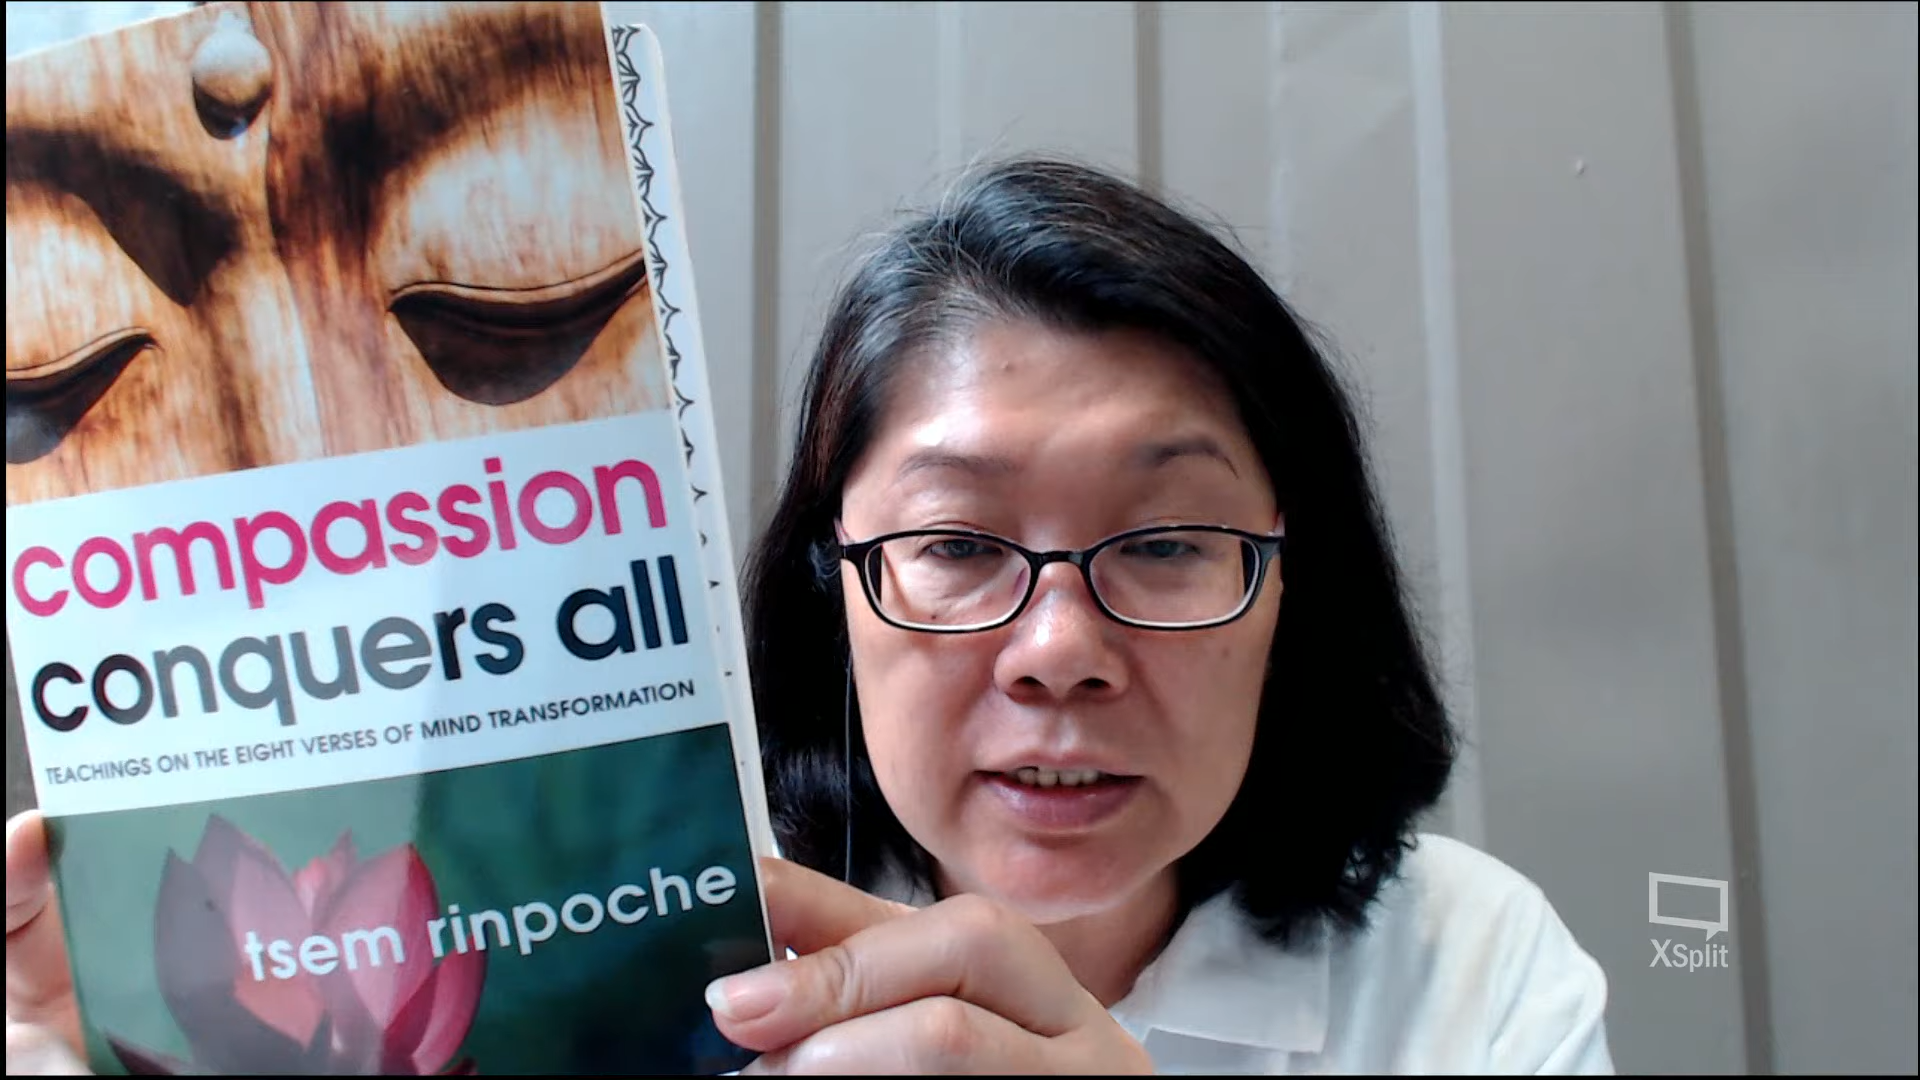 compassion
conquers all
TEACHINGS ON THE EIGHT VERSES OF MIND TRANSFORMATION
tsem rinpoche
XSplit